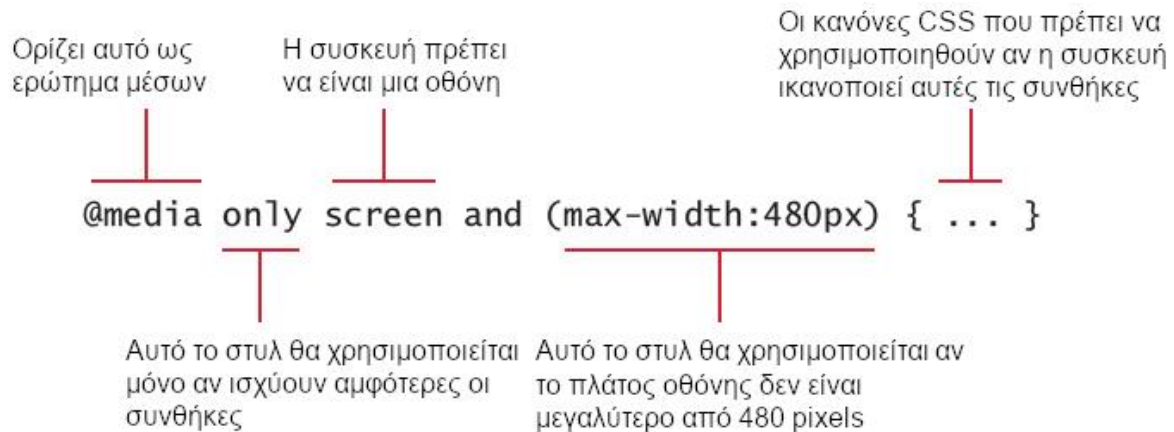 Ορίζει αυτό ως
ερώτημα μέσων
Η συσκευή πρέπει
να είναι μια οθόνη
Οι κανόνες CSS που πρέπει να
χρησιμοποιηθούν αν η συσκευή
ικανοποιεί αυτές τις συνθήκες
@media only screen and (max-width:480px) { ... }
Αυτό το στυλ θα χρησιμοποιείται
μόνο αν ισχύουν αμφότερες οι
συνθήκες
Αυτό το στυλ θα χρησιμοποιείται αν
το πλάτος οθόνης δεν είναι
μεγαλύτερο από 480 pixels